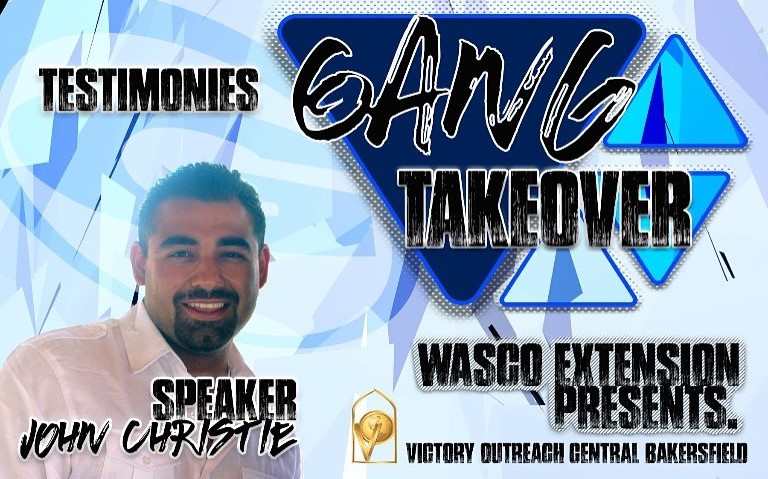 TESTIMONIES
GANG
TAKEOVER
WASCO EXTENSION
PRESENTS.
SPEAKER
JOHN CHRISTIE
VICTORY OUTREACH CENTRAL BAKERSFIELD